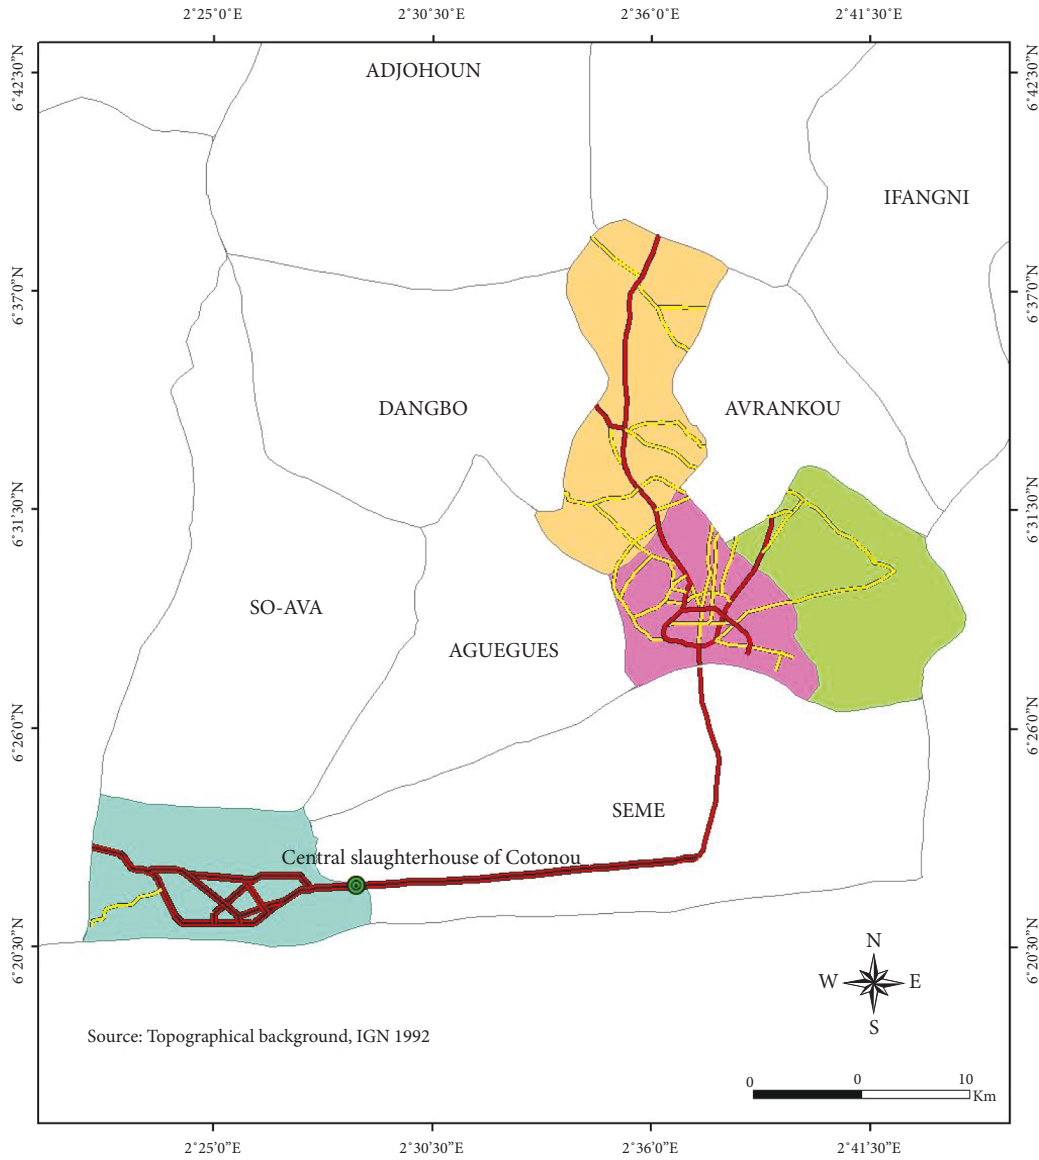 2°25'0"E 2°30'30"E 2°36'0"E 2°41'30"E
6°42'30"N
6°42'30"N
ADJOHOUN
IFANGNI
6°37'0"N
6°37'0"N
DANGBO
AVRANKOU
6°31'30"N
6°31'30"N
SO-AVA
AGUEGUES
6°26'0"N
6°26'0"N
SEME
Central slaughterhouse of Cotonou
6°20'30"N
6°20'30"N
N
W E
S
Source: Topographical background, IGN 1992
0 0 10
Km
2°25'0"E 2°30'30"E 2°36'0"E 2°41'30"E